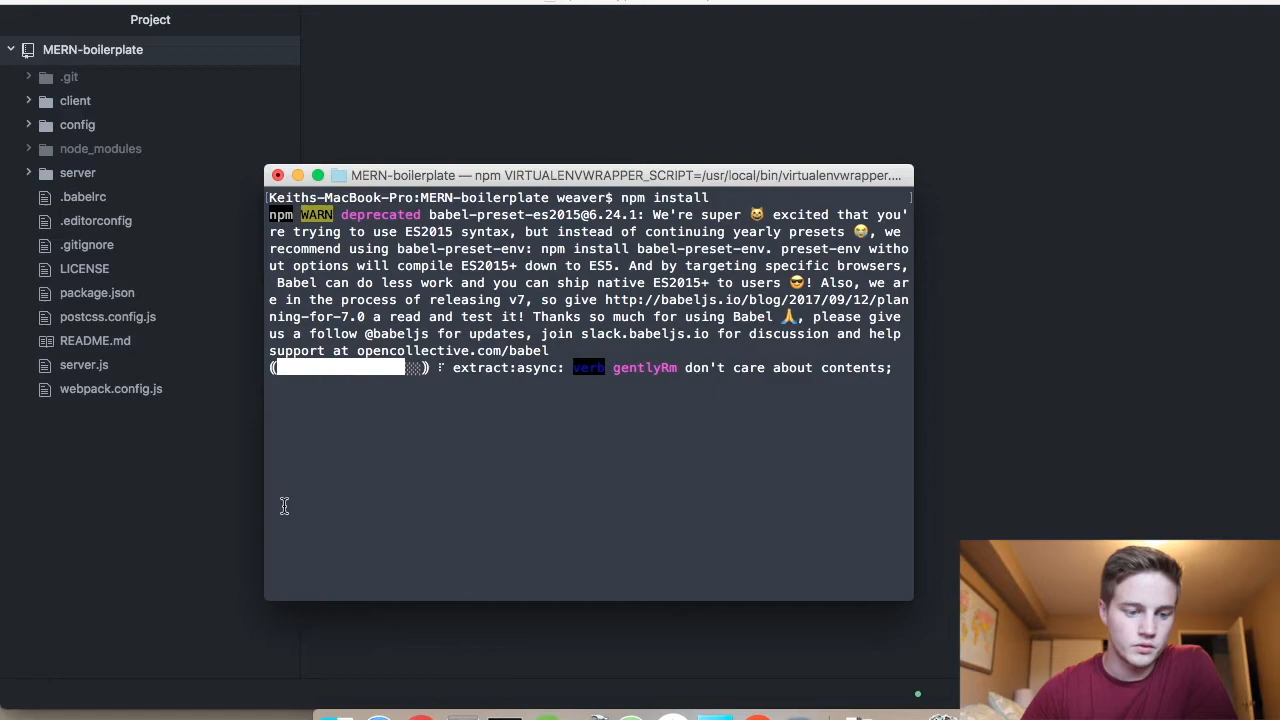 Project
MERN-boilerplate
.git
client
config
node_modules
server
.babelrc
.editorconfig
.gitignore
LICENSE
package.json
postcss.config.js
README.md
server.js
webpack.config.js
MERN-boilerplate — npm VIRTUALENVWRAPPER_SCRIPT=/usr/local/bin/virtualenvwrapper....
[Keiths-MacBook-Pro:MERN-boilerplate weaver$ npm install ]
npm WARN deprecated babel-preset-es2015@6.24.1: We're super 😸 excited that you'
re trying to use ES2015 syntax, but instead of continuing yearly presets 😭, we
recommend using babel-preset-env: npm install babel-preset-env. preset-env witho
ut options will compile ES2015+ down to ES5. And by targeting specific browsers,
Babel can do less work and you can ship native ES2015+ to users 😎! Also, we ar
e in the process of releasing v7, so give http://babeljs.io/blog/2017/09/12/plan
ning-for-7.0 a read and test it! Thanks so much for using Babel 🙏, please give
us a follow @babeljs for updates, join slack.babeljs.io for discussion and help
support at opencollective.com/babel
(█████████████████░░) ⠏ extract:async: verb gentlyRm don't care about contents;